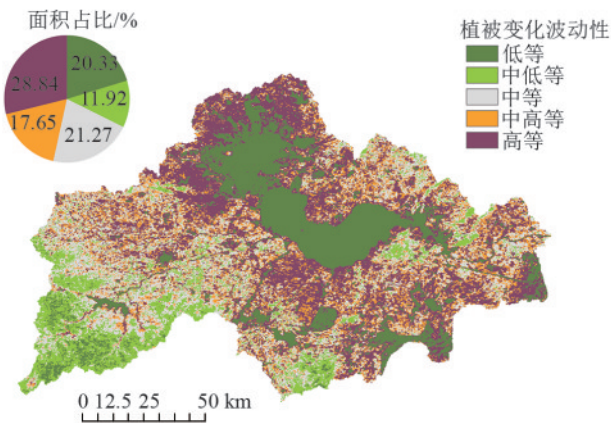 面积占比/%
20.33
28.84
11.92
17.65
21.27
植被变化波动性
低等
中低等
中等
中高等
高等
0 12.5 25 50 km